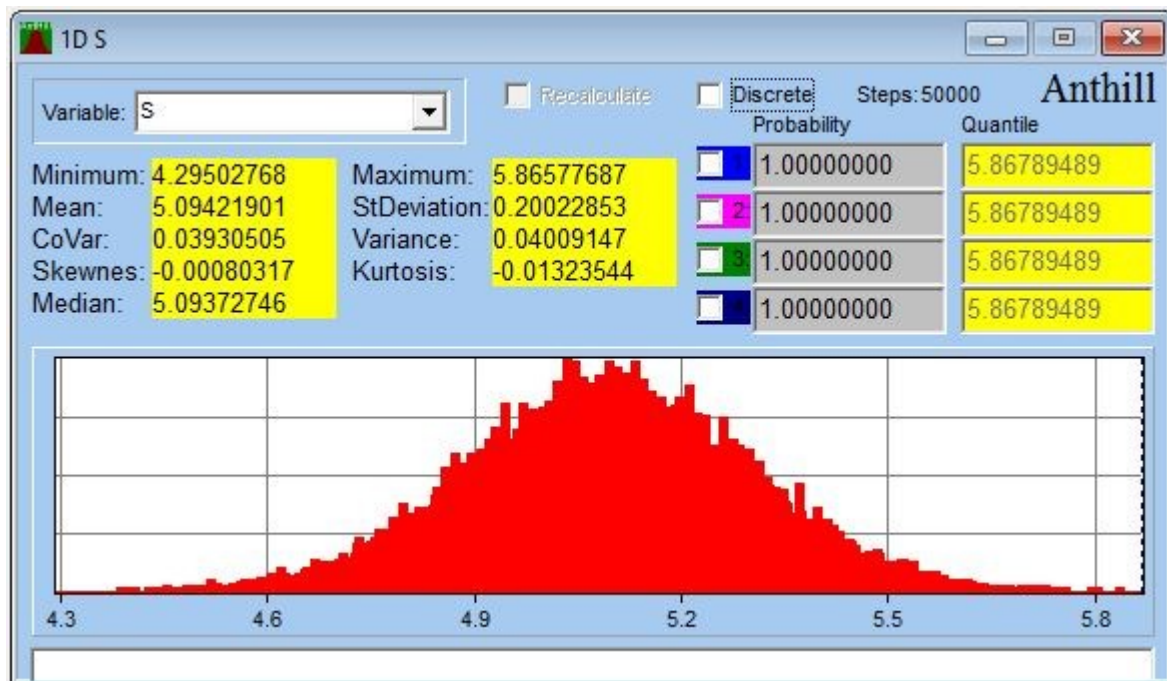 1D S
Variable: S
Recalculate
Discrete
Steps: 50000
Anthill
Probability Quantile
1: 1.00000000 5.86789489
2: 1.00000000 5.86789489
3: 1.00000000 5.86789489
1.00000000 5.86789489
Minimum: 4.29502768 Maximum: 5.86577687
Mean: 5.09421901 StDeviation: 0.20022853
CoVar: 0.03930505 Variance: 0.04009147
Skewnes: -0.00080317 Kurtosis: -0.01323544
Median: 5.09372746
4.3 4.6 4.9 5.2 5.5 5.8